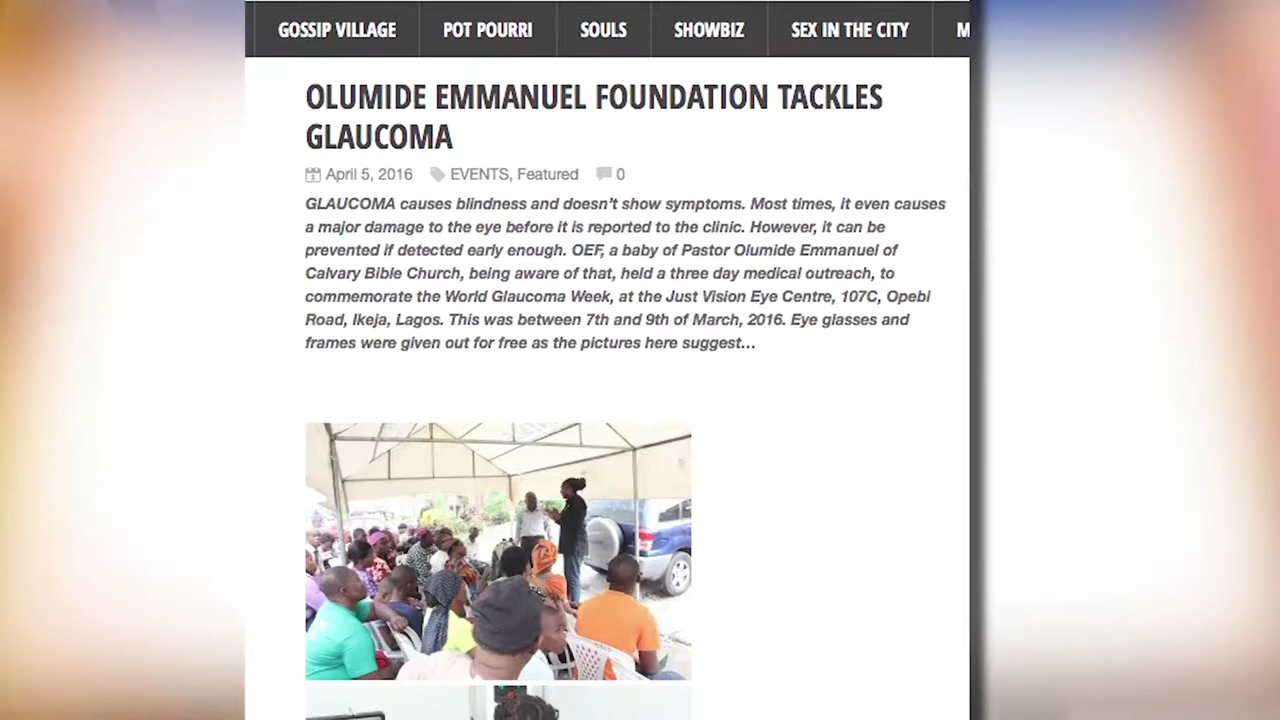 GOSSIP VILLAGE POT POURRI SOULS SHOWBIZ SEX IN THE CITY M
OLUMIDE EMMANUEL FOUNDATION TACKLES
GLAUCOMA
April 5, 2016 EVENTS, Featured 0
GLAUCOMA causes blindness and doesn't show symptoms. Most times, it even causes
a major damage to the eye before it is reported to the clinic. However, it can be
prevented if detected early enough. OEF, a baby of Pastor Olumide Emmanuel of
Calvary Bible Church, being aware of that, held a three day medical outreach, to
commemorate the World Glaucoma Week, at the Just Vision Eye Centre, 107C, Opebi
Road, Ikeja, Lagos. This was between 7th and 9th of March, 2016. Eye glasses and
frames were given out for free as the pictures here suggest…